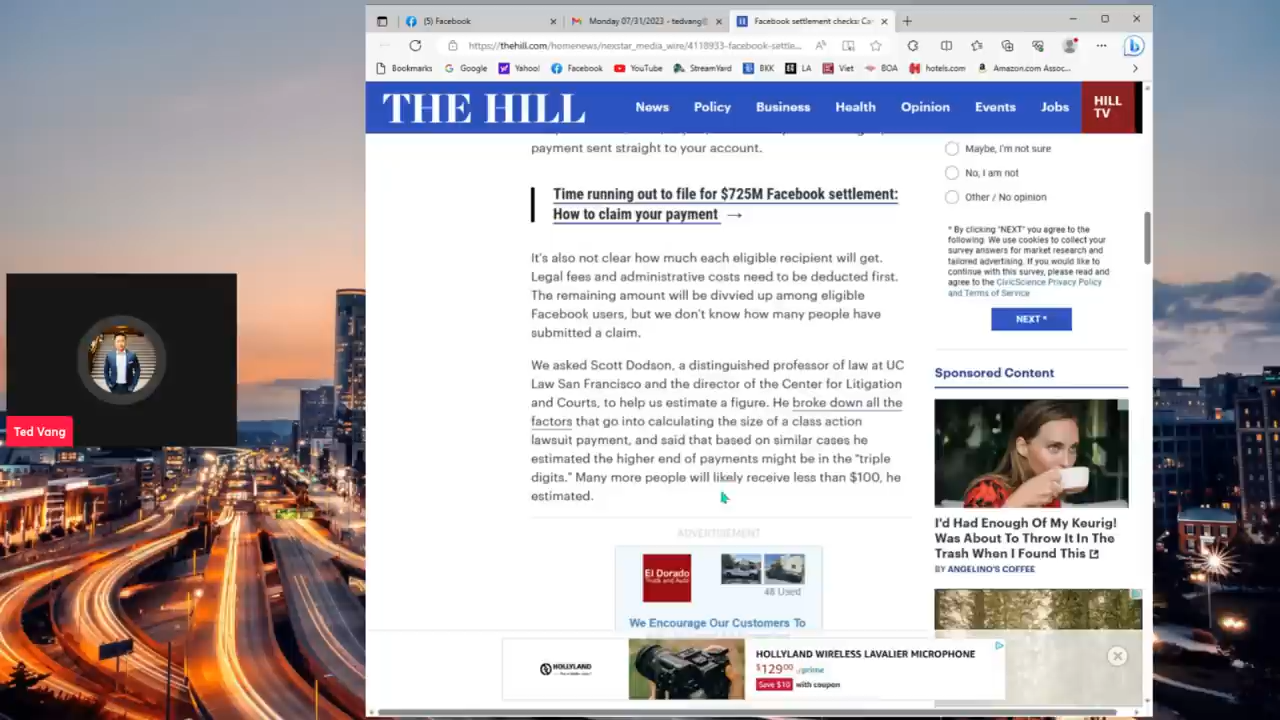 (5) Facebook
Monday 07/31/2023 - tedvang@
Facebook settlement checks: Ca
https://thehill.com/homenews/nexstar_media_wire/4118933-facebook-settle...
Bookmarks
Google
Yahoo!
Facebook
YouTube
StreamYard
BKK
LA
Viet
BOA
hotels.com
Amazon.com Assoc...
THE HILL
News
Policy
Business
Health
Opinion
Events
Jobs
HILL
TV
payment sent straight to your account.
Time running out to file for $725M Facebook settlement:
How to claim your payment →
It's also not clear how much each eligible recipient will get.
Legal fees and administrative costs need to be deducted first.
The remaining amount will be divvied up among eligible
Facebook users, but we don't know how many people have
submitted a claim.
We asked Scott Dodson, a distinguished professor of law at UC
Law San Francisco and the director of the Center for Litigation
and Courts, to help us estimate a figure. He broke down all the
factors that go into calculating the size of a class action
lawsuit payment, and said that based on similar cases he
estimated the higher end of payments might be in the "triple
digits." Many more people will likely receive less than $100, he
estimated.
ADVERTISEMENT
El Dorado
Truck and Auto
48 Used
We Encourage Our Customers To
Maybe, I'm not sure
No, I am not
Other / No opinion
* By clicking "NEXT" you agree to the
following: We use cookies to collect your
survey answers for market research and
tailored advertising. If you would like to
continue with this survey, please read and
agree to the CivicScience Privacy Policy
and Terms of Service
NEXT *
Sponsored Content
I'd Had Enough Of My Keurig!
Was About To Throw It In The
Trash When I Found This
BY ANGELINO'S COFFEE
HOLLYLAND
HOLLYLAND WIRELESS LAVALIER MICROPHONE
$129.00 prime
Save $10 with coupon
Ted Vang